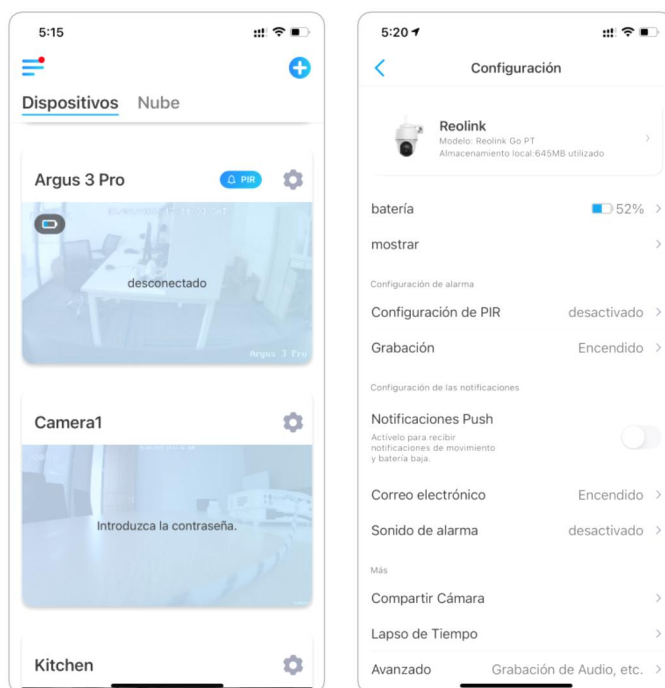 5:15
Dispositivos Nube
Argus 3 Pro
PIR
desconectado
Argus 3 Pro
Camera1
Introduzca la contraseña.
Kitchen
5:20
Configuración
Reolink
Modelo: Reolink Go PT
Almacenamiento local:645MB utilizado
batería 52%
mostrar
Configuración de alarma
Configuración de PIR desactivado
Grabación Encendido
Configuración de las notificaciones
Notificaciones Push
Actívelo para recibir
notificaciones de movimiento
y batería baja.
Correo electrónico Encendido
Sonido de alarma desactivado
Más
Compartir Cámara
Lapso de Tiempo
Avanzado Grabación de Audio, etc.